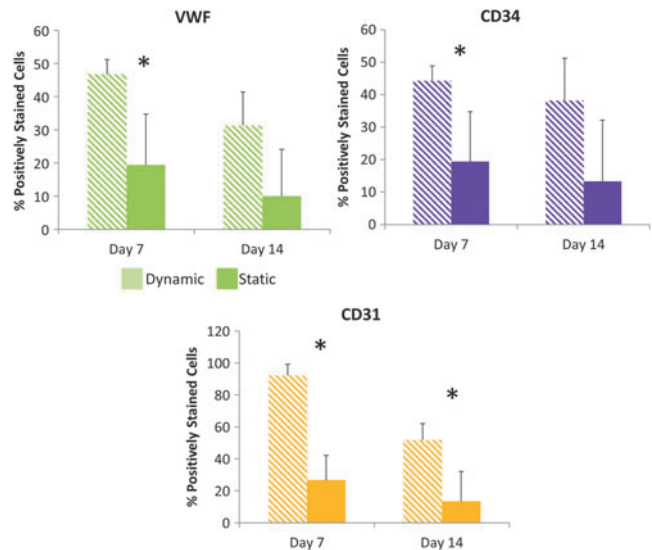 VWF
% Positively Stained Cells
60
50
40
30
20
10
0
*
Day 7
Day 14
Dynamic
Static
CD34
% Positively Stained Cells
60
50
40
30
20
10
0
*
Day 7
Day 14
CD31
% Positively Stained Cells
120
100
80
60
40
20
0
*
*
Day 7
Day 14